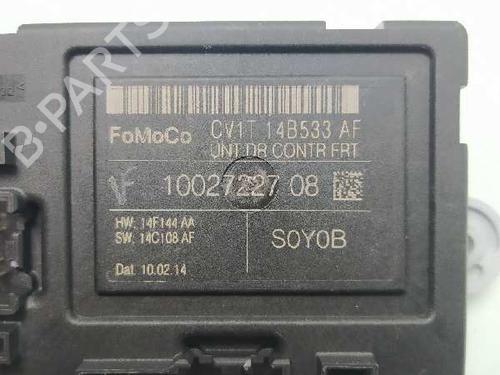 B-PARTS
FoMoCo CV1T 14B533 AF
UNT DR CONTR FRT
10027227 08
HW: 14F144 AA
SW: 14C108 AF
S0Y0B
Dat. 10.02.14